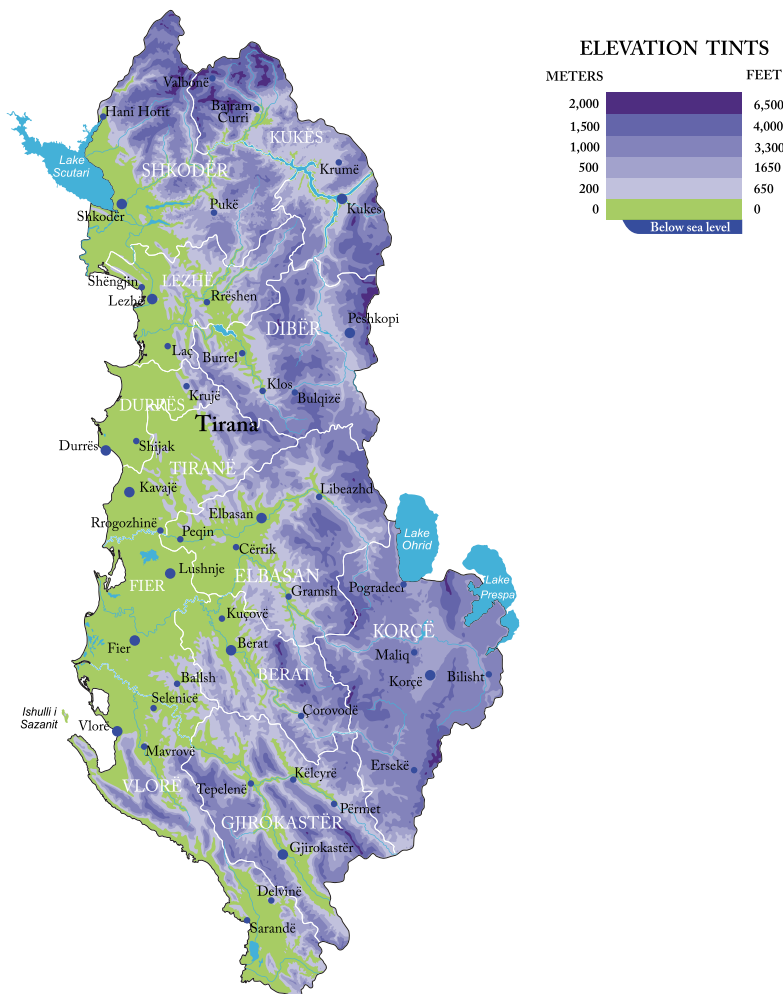 ELEVATION TINTS
METERS
FEET
2,000
6,500
1,500
4,000
1,000
3,300
500
1650
200
650
0
0
Below sea level
Valbonë
Hani Hotit
Bajram
Curri
KUKËS
Lake
Scutari
SHKODËR
Krumë
Pukë
Shkodër
Kukes
Shëngjin
LEZHË
Lezhë
Rrëshen
Peshkopi
DIBËR
Laç
Burrel
Klos
Krujë
Bulqizë
DURRËS
Tirana
Durrës
Shijak
TIRANË
Kavajë
Libeazhd
Elbasan
Rrogozhinë
Peqin
Lake
Ohrid
Cërrik
Lushnje
ELBASAN
Lake
Prespa
FIER
Gramsh
Pogradecr
Kuçovë
KORÇË
Fier
Berat
Maliq
BERAT
Korçë
Bilisht
Ballsh
Selenicë
Ishulli i
Sazanit
Vlorë
Çorovodë
Mavrovë
Ersekë
VLORË
Tepelenë
Këlcyrë
Përmet
GJIROKASTËR
Gjirokastër
Delvinë
Sarandë